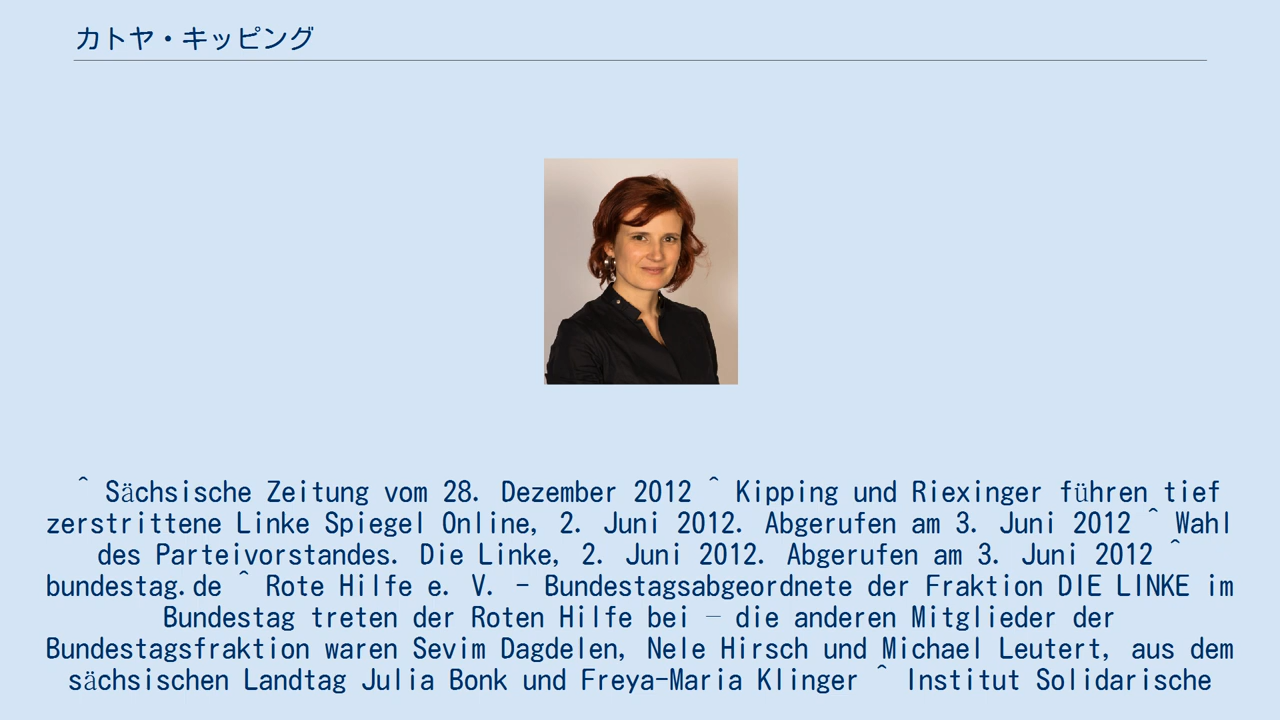 カトヤ・キッピング
^ Sächsische Zeitung vom 28. Dezember 2012 ^ Kipping und Riexinger führen tief
zerstrittene Linke Spiegel Online, 2. Juni 2012. Abgerufen am 3. Juni 2012 ^ Wahl
des Parteivorstandes. Die Linke, 2. Juni 2012. Abgerufen am 3. Juni 2012 ^
bundestag.de ^ Rote Hilfe e. V. - Bundestagsabgeordnete der Fraktion DIE LINKE im
Bundestag treten der Roten Hilfe bei – die anderen Mitglieder der
Bundestagsfraktion waren Sevim Dagdelen, Nele Hirsch und Michael Leutert, aus dem
sächsischen Landtag Julia Bonk und Freya-Maria Klinger ^ Institut Solidarische